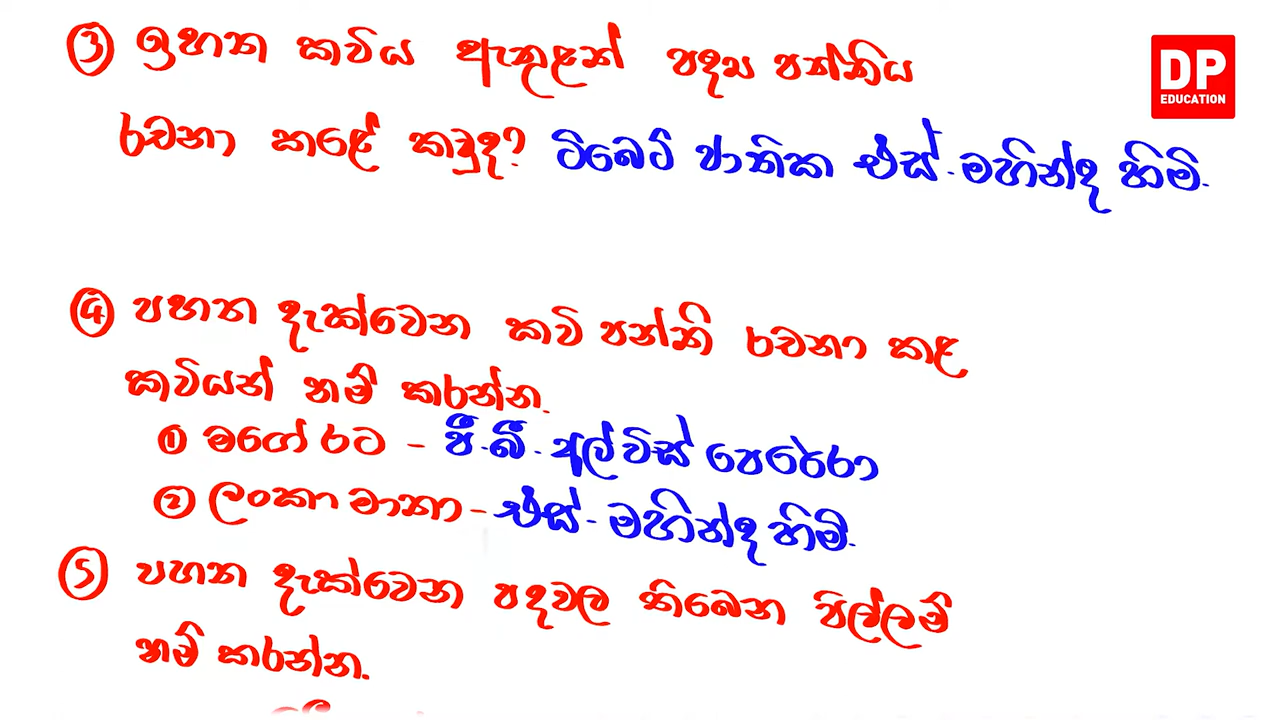 ③ ඉහත කවිය ඇතුළත් පද්‍ය පන්තිය
DP
EDUCATION
රචනා කළේ කවුද? ටිබෙට් ජාතික එස්. මහින්ද හිමි.
④ පහත දැක්වෙන කවි පන්ති රචනා කළ
කවියන් නම් කරන්න.
① මගේ රට - පී. බී. අල්විස් පෙරේරා
② ලංකා මාතා - එස්. මහින්ද හිමි.
⑤ පහත දැක්වෙන පදවල තිබෙන පිල්ලම්
නම් කරන්න.